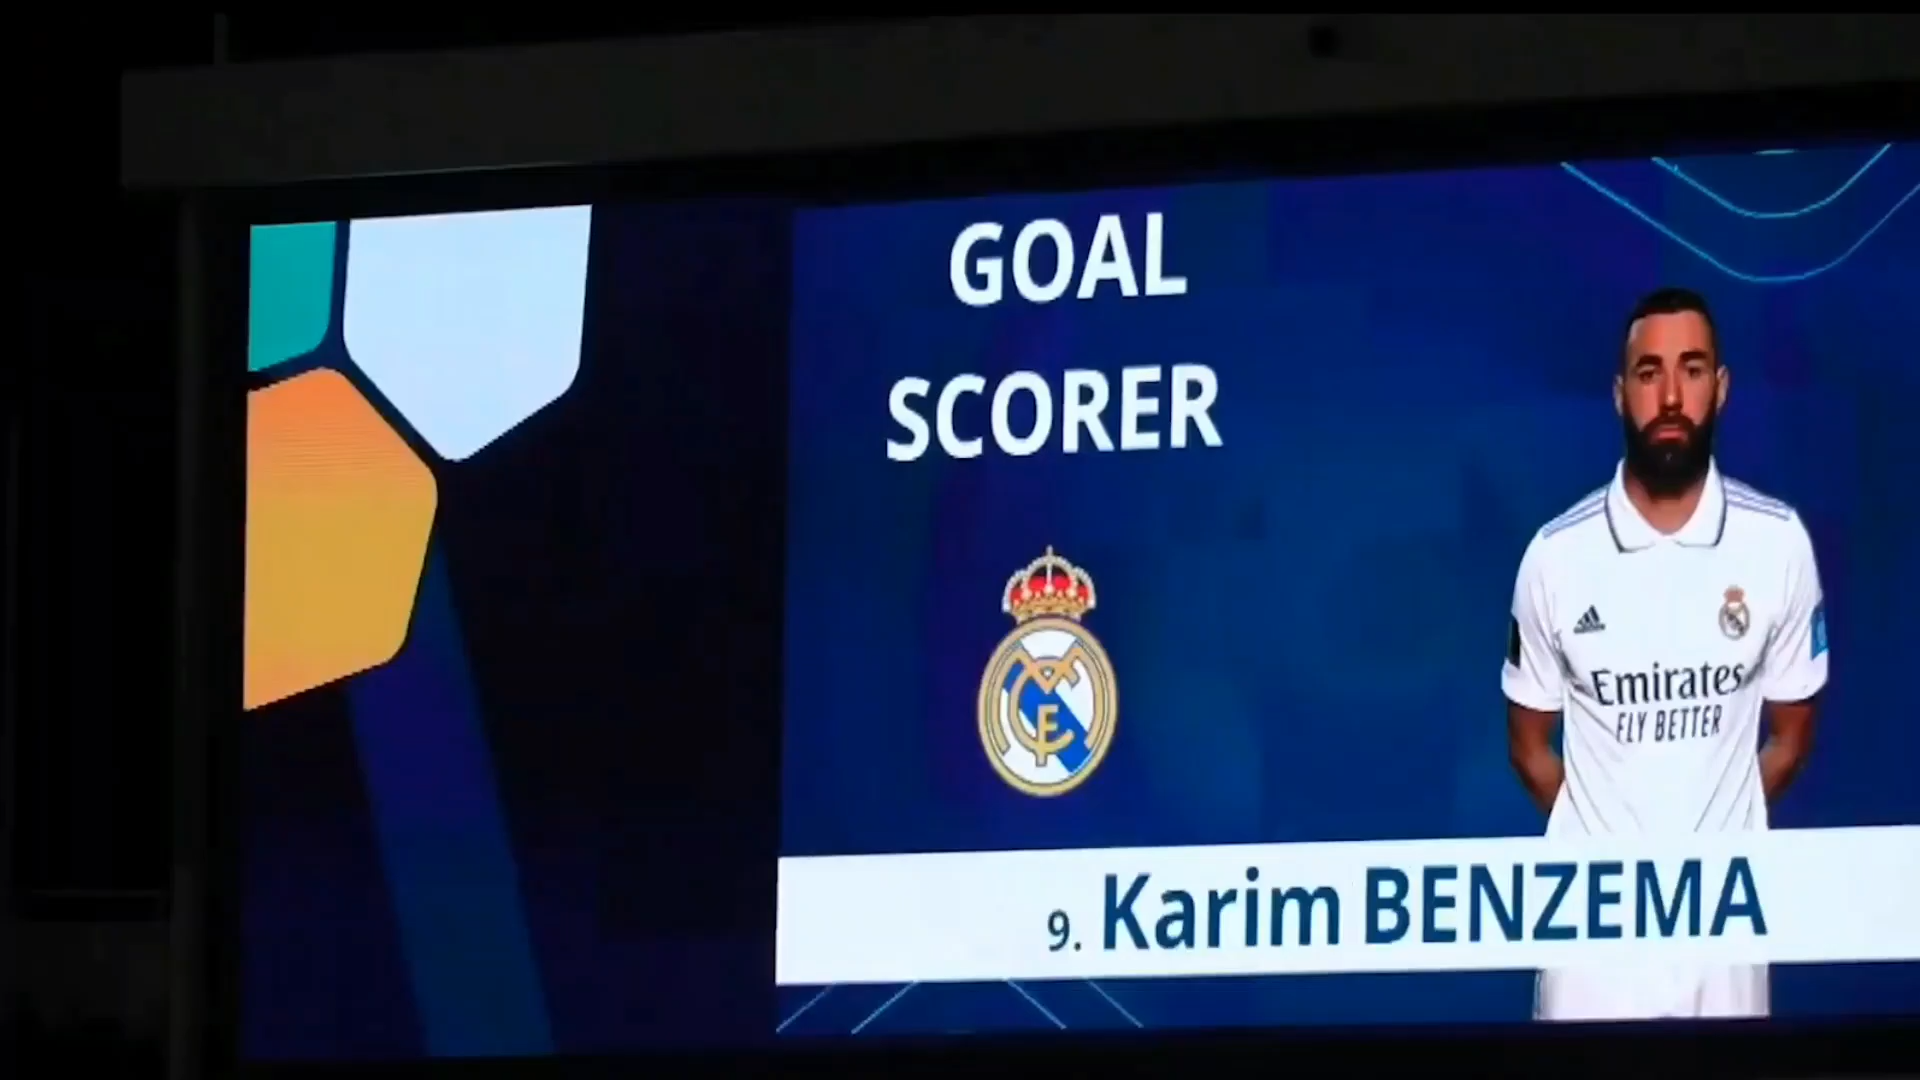 GOAL
SCORER
Emirates
FLY BETTER
9. Karim BENZEMA